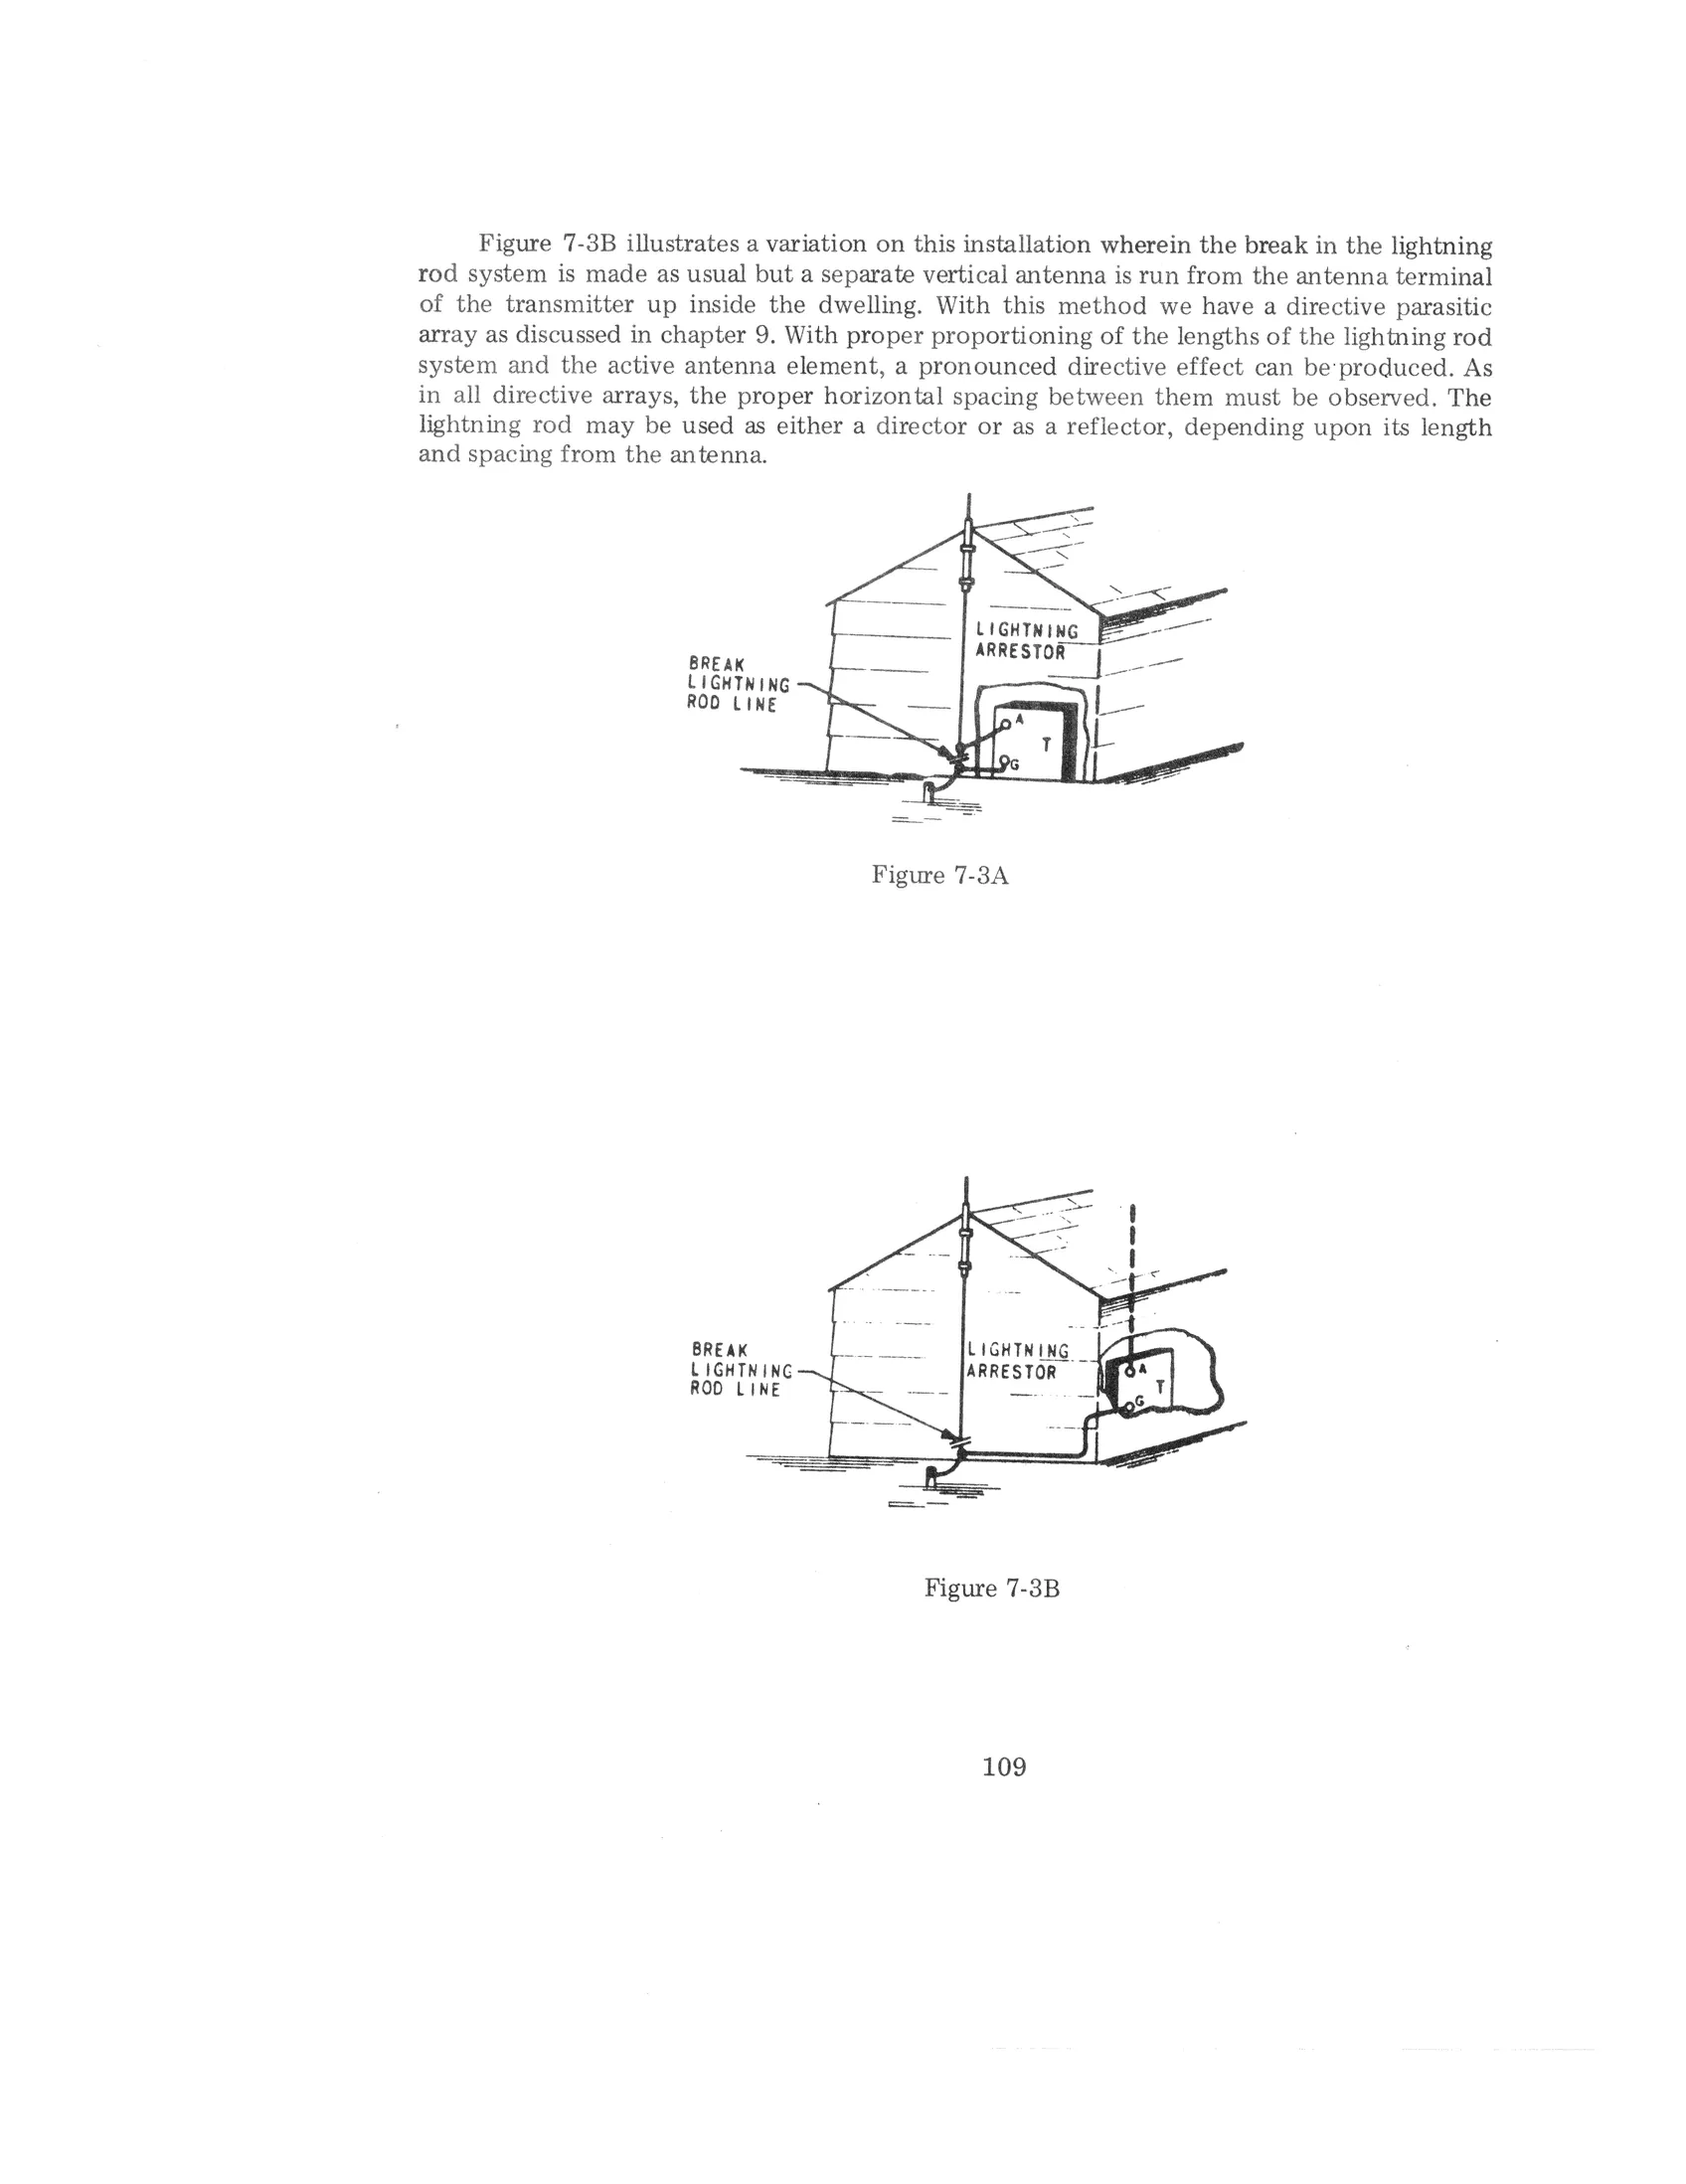 Figure 7-3B illustrates a variation on this installation wherein the break in the lightning
rod system is made as usual but a separate vertical antenna is run from the antenna terminal
of the transmitter up inside the dwelling. With this method we have a directive parasitic
array as discussed in chapter 9. With proper proportioning of the lengths of the lightning rod
system and the active antenna element, a pronounced directive effect can be produced. As
in all directive arrays, the proper horizontal spacing between them must be observed. The
lightning rod may be used as either a director or as a reflector, depending upon its length
and spacing from the antenna.
LIGHTNING
ARRESTOR
BREAK
LIGHTNING
ROD LINE
A
T
G
Figure 7-3A
BREAK
LIGHTNING
ROD LINE
LIGHTNING
ARRESTOR
A
T
G
Figure 7-3B
109